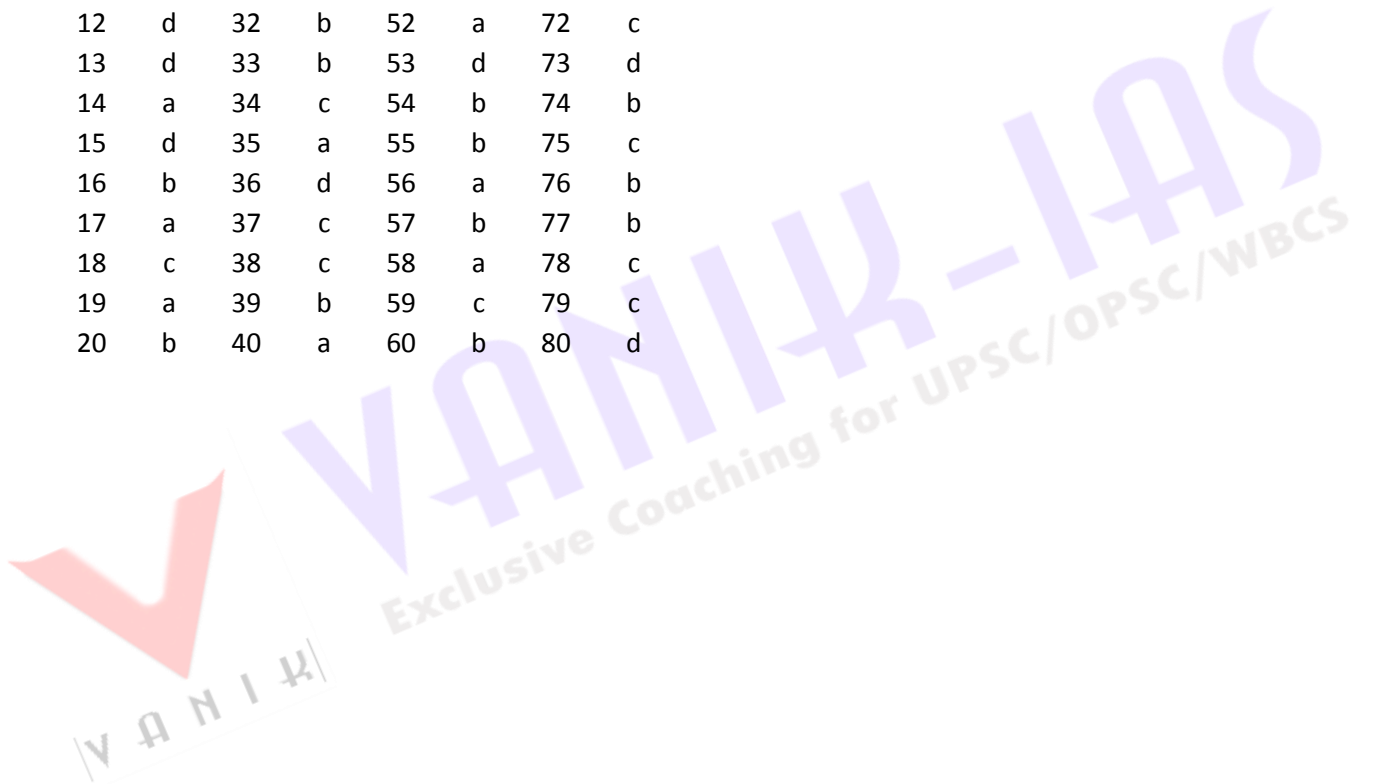 12 d 32 b 52 a 72 c
13 d 33 b 53 d 73 d
14 a 34 c 54 b 74 b
15 d 35 a 55 b 75 c
16 b 36 d 56 a 76 b
17 a 37 c 57 b 77 b
18 c 38 c 58 a 78 c
19 a 39 b 59 c 79 c
20 b 40 a 60 b 80 d
VANIK-IAS
Exclusive Coaching for UPSC/OPSC/WBCS
VANIK